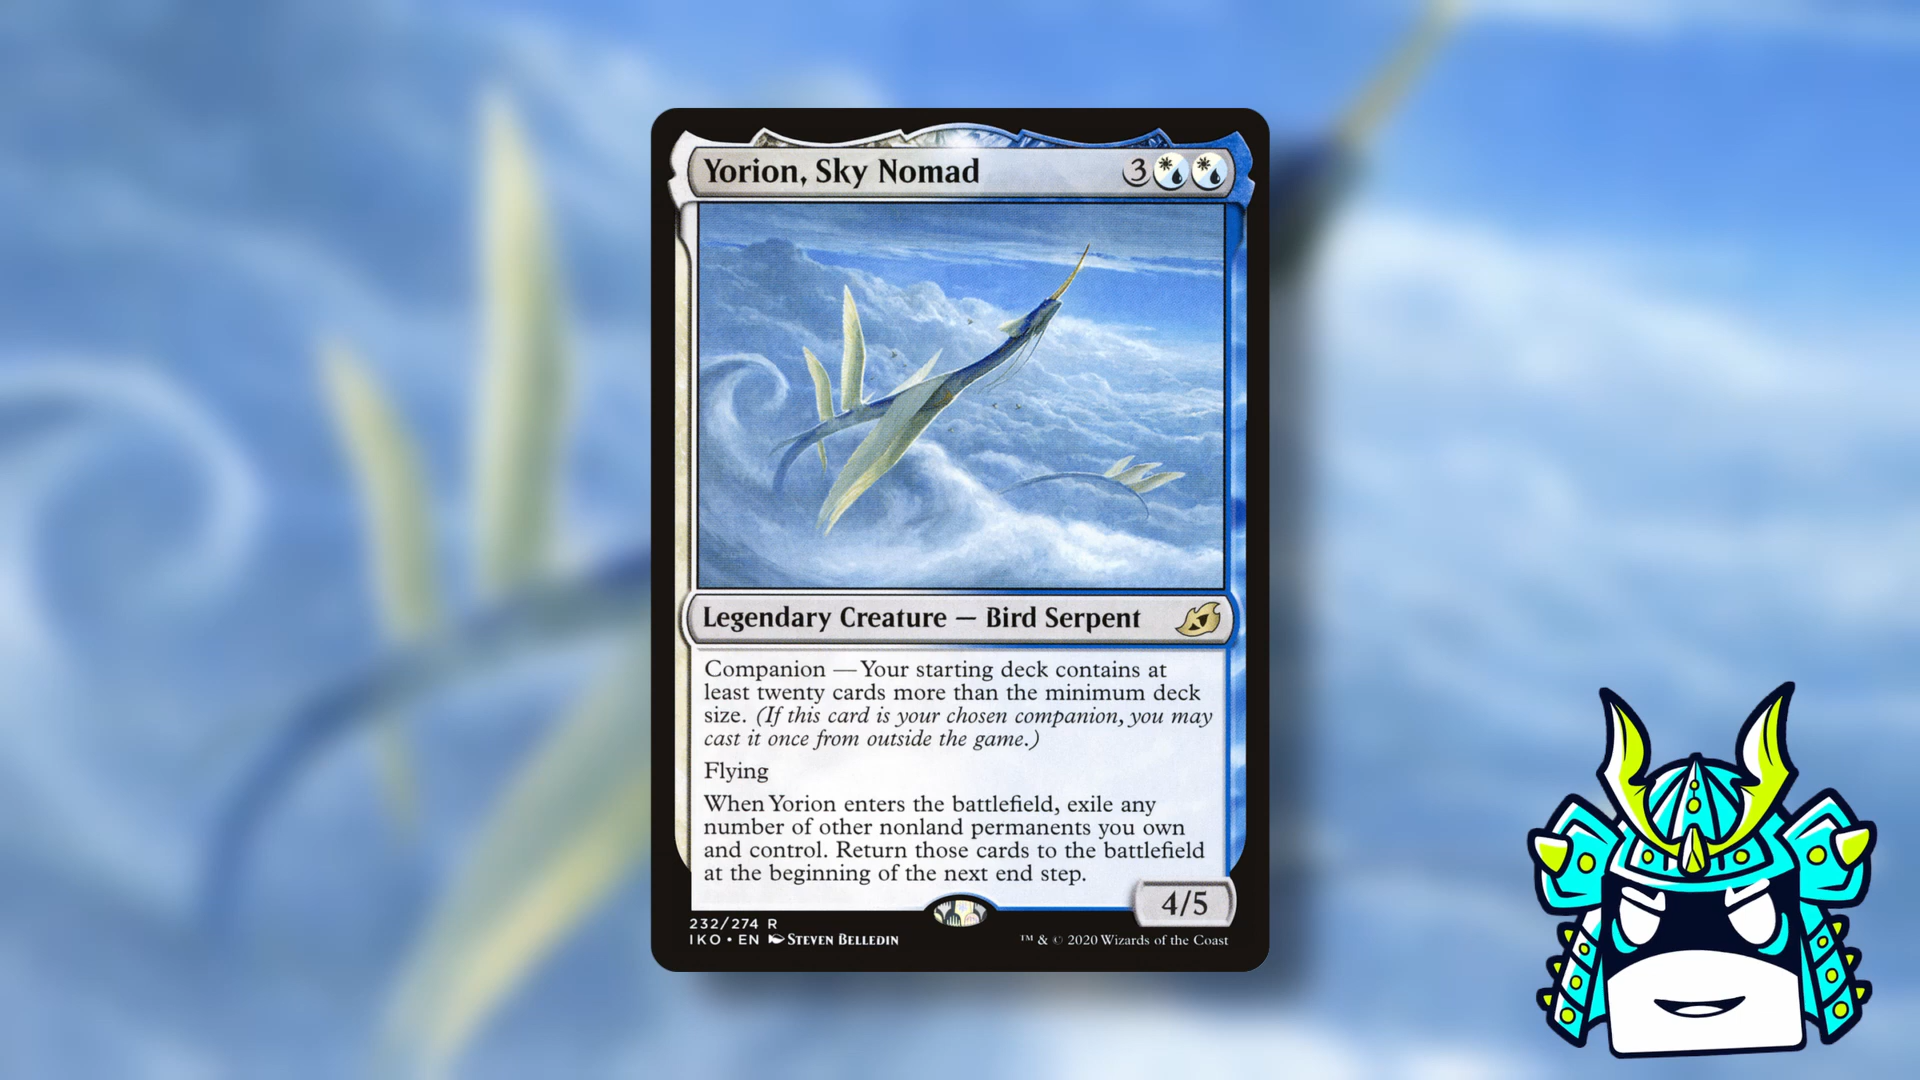 Yorion, Sky Nomad 3
Legendary Creature — Bird Serpent
Companion — Your starting deck contains at
least twenty cards more than the minimum deck
size. (If this card is your chosen companion, you may
cast it once from outside the game.)
Flying
When Yorion enters the battlefield, exile any
number of other nonland permanents you own
and control. Return those cards to the battlefield
at the beginning of the next end step.
4/5
232/274 R
IKO • EN Steven Belledin
™ & © 2020 Wizards of the Coast